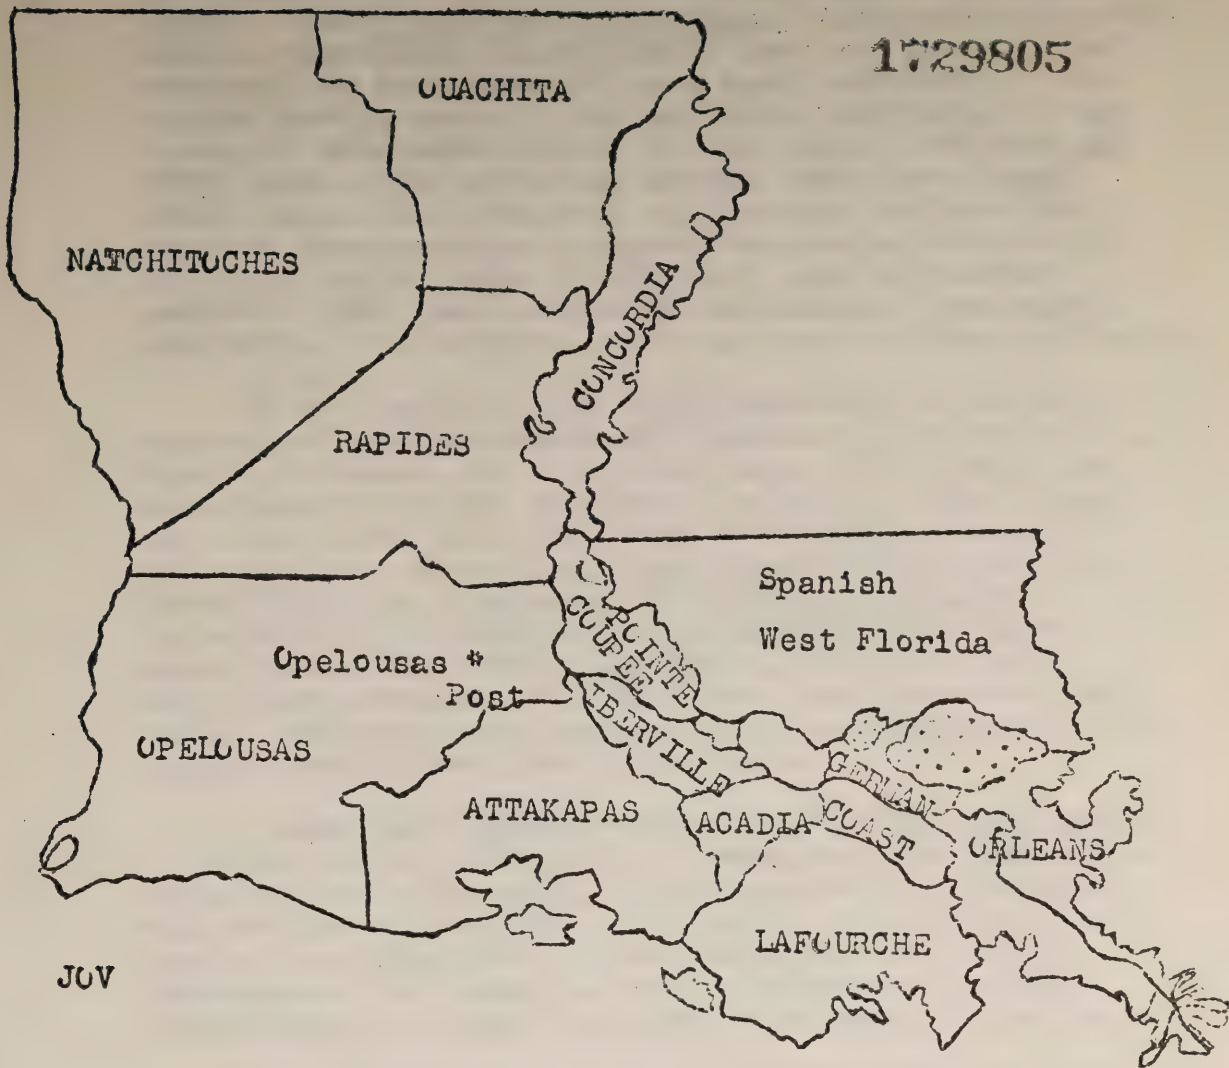 1729805
OUACHITA
NATCHITOCHES
CONCORDIA
RAPIDES
Spanish
West Florida
POINTE
COUPEE
Opelousas *
Post
IBERVILLE
OPELOUSAS
GERMAN
COAST
ATTAKAPAS
ACADIA
ORLEANS
LAFOURCHE
JOV